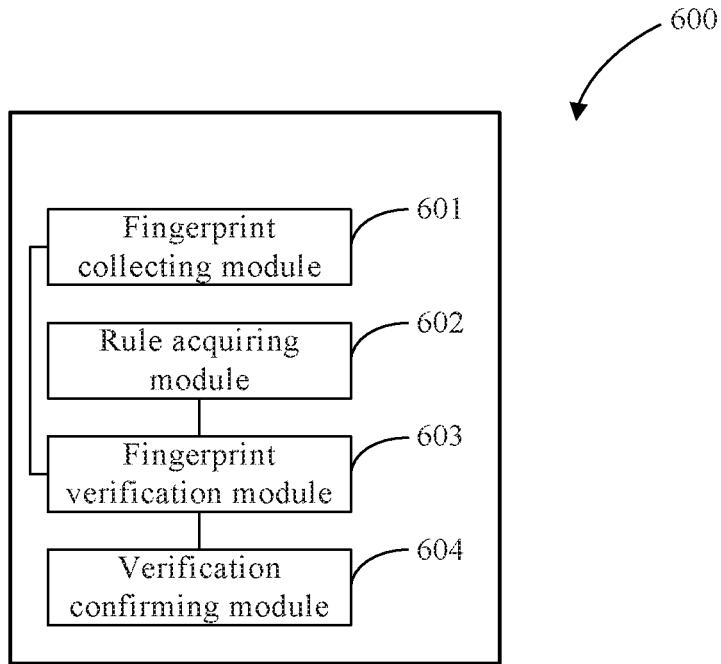 600
Fingerprint
collecting module
601
Rule acquiring
module
602
Fingerprint
verification module
603
Verification
confirming module
604